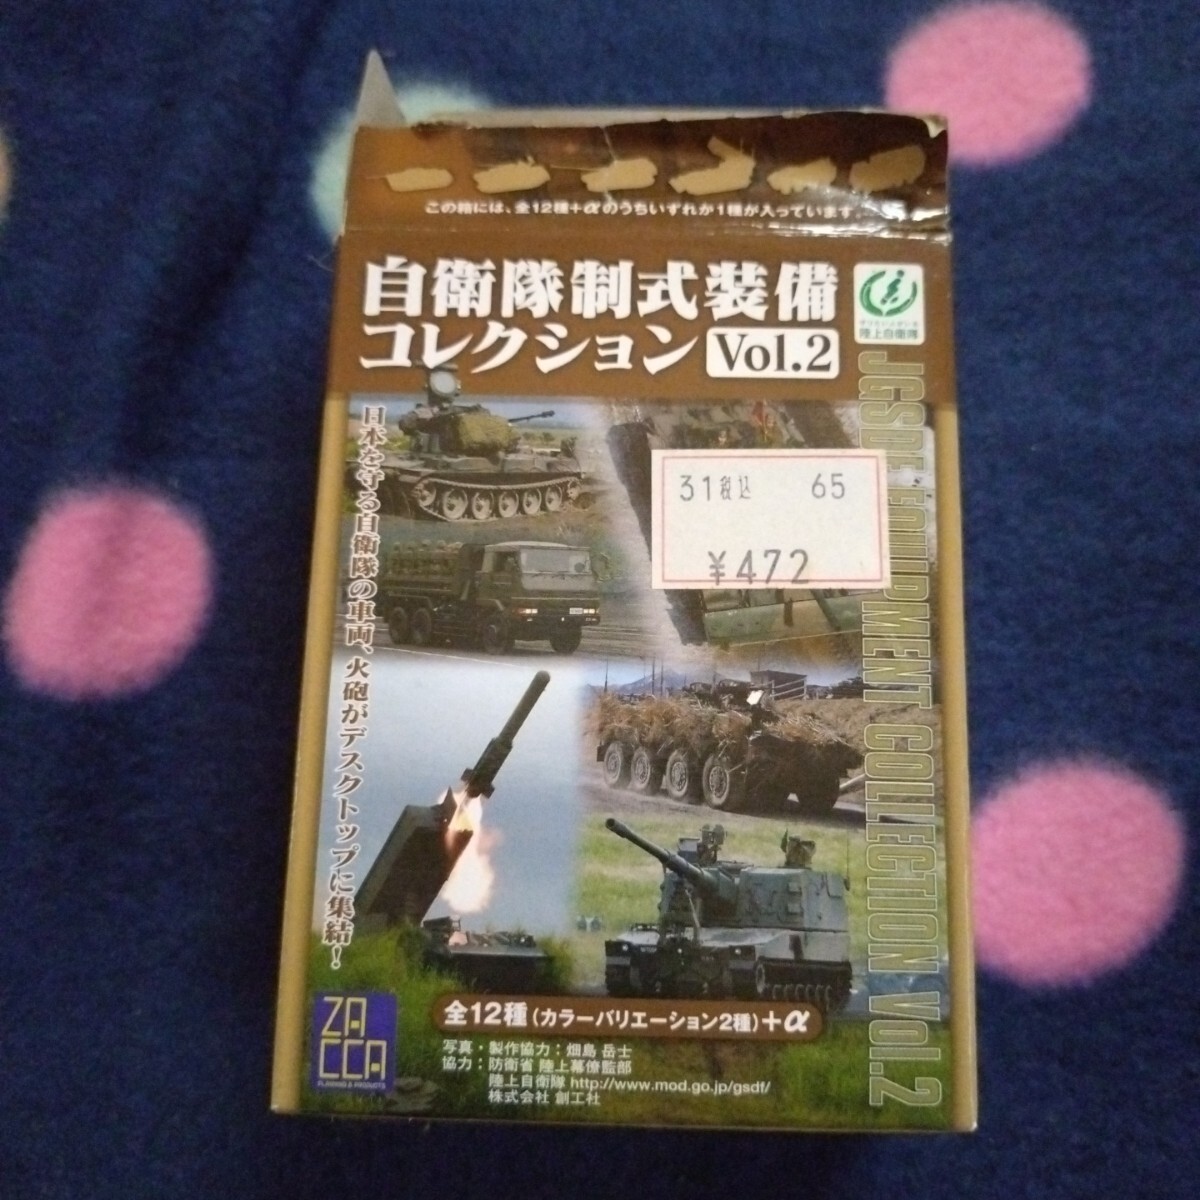 この箱には、全12種+αのうちいずれか1種が入っています。
自衛隊制式装備
コレクション Vol.2
陸上自衛隊
JGSDF EQUIPMENT COLLECTION Vol.2
日本を守る自衛隊の車両、火砲がデスクトップに集結!
31税込 65
¥472
ZACCA
PLANNING & PRODUCTS
全12種(カラーバリエーション2種)+α
写真・製作協力:畑島 岳士
協力:防衛省 陸上幕僚監部
陸上自衛隊 http://www.mod.go.jp/gsdf/
株式会社 創工社